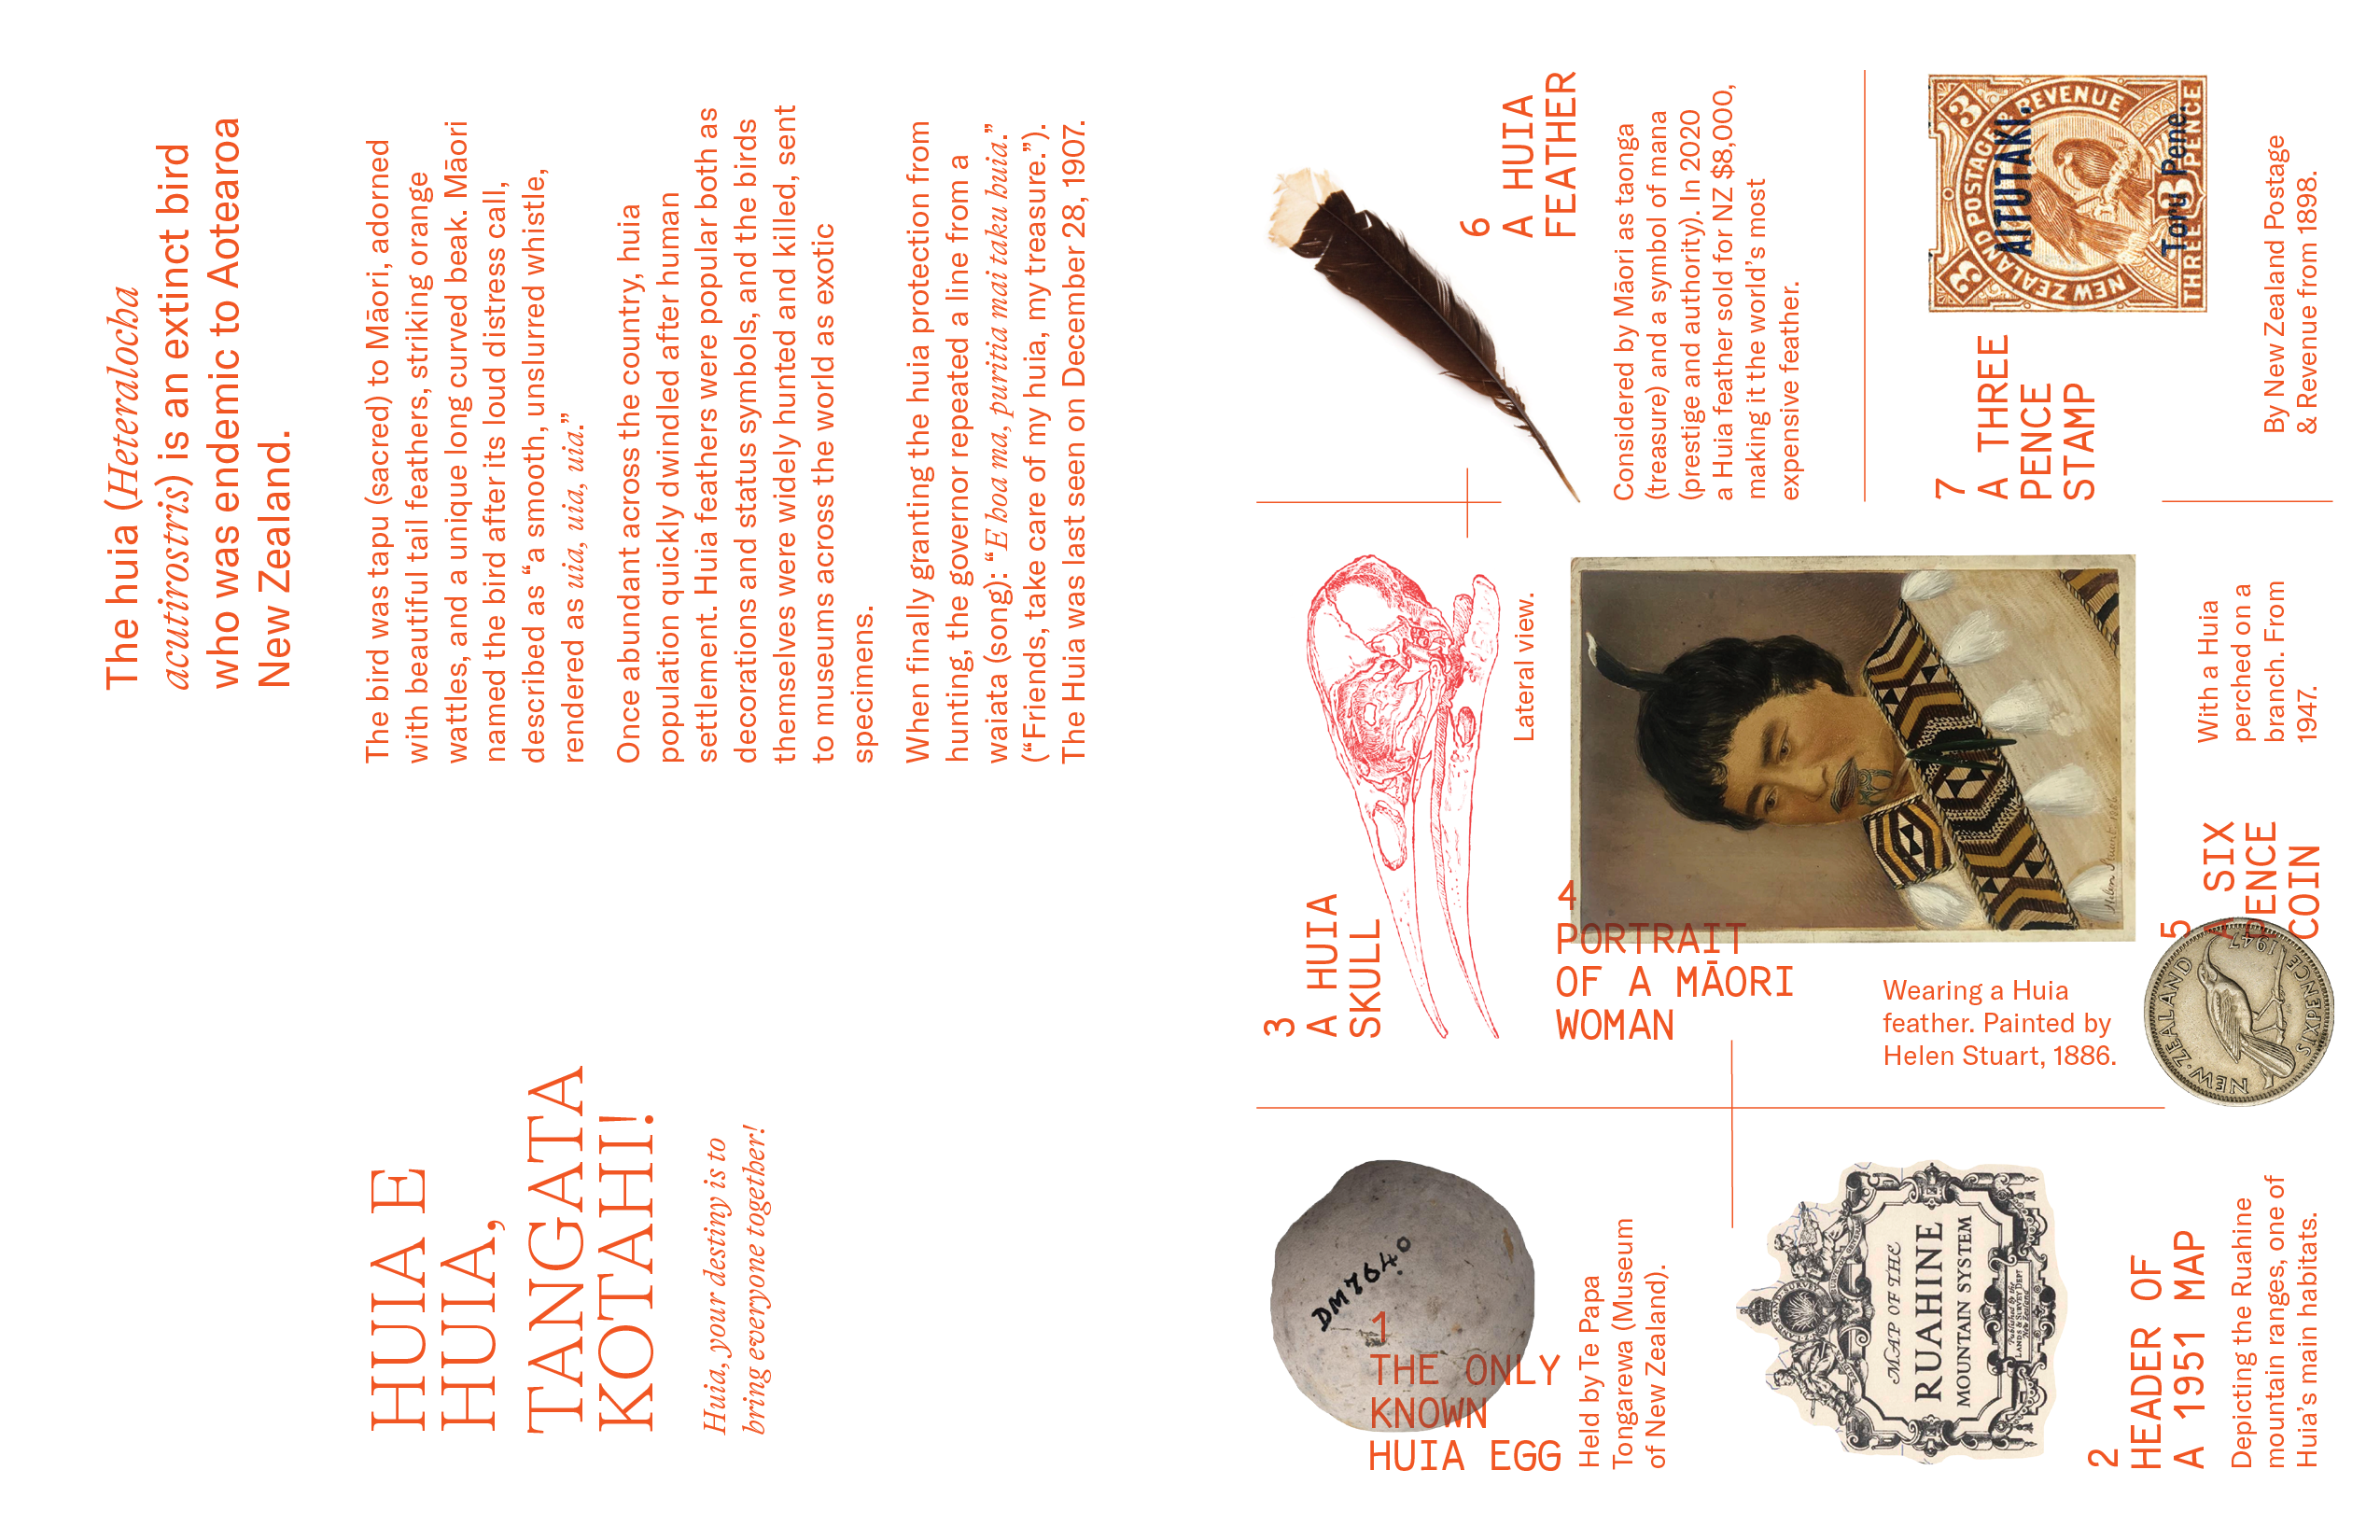 HUIA E
HUIA,
TANGATA
KOTAHI!
Huia, your destiny is to
bring everyone together!
The huia (Heteralocha
acutirostris) is an extinct bird
who was endemic to Aotearoa
New Zealand.
The bird was tapu (sacred) to Māori, adorned
with beautiful tail feathers, striking orange
wattles, and a unique long curved beak. Māori
named the bird after its loud distress call,
described as “a smooth, unslurred whistle,
rendered as uia, uia, uia.”
Once abundant across the country, huia
population quickly dwindled after human
settlement. Huia feathers were popular both as
decorations and status symbols, and the birds
themselves were widely hunted and killed, sent
to museums across the world as exotic
specimens.
When finally granting the huia protection from
hunting, the governor repeated a line from a
waiata (song): “E hoa ma, puritia mai taku huia.”
(“Friends, take care of my huia, my treasure.”).
The Huia was last seen on December 28, 1907.
DM 7640
1
THE ONLY
KNOWN
HUIA EGG
Held by Te Papa
Tongarewa (Museum
of New Zealand).
MAP OF THE
RUAHINE
MOUNTAIN SYSTEM
Published by the
LANDS & SURVEY DEPT
New Zealand
2
HEADER OF
A 1951 MAP
Depicting the Ruahine
mountain ranges, one of
Huia’s main habitats.
3
A HUIA
SKULL
Lateral view.
4
PORTRAIT
OF A MĀORI
WOMAN
Wearing a Huia
feather. Painted by
Helen Stuart, 1886.
Helen Stuart 1886
5
A SIX
PENCE
COIN
NEW·ZEALAND
1947
SIXPENCE
With a Huia
perched on a
branch. From
1947.
6
A HUIA
FEATHER
Considered by Māori as taonga
(treasure) and a symbol of mana
(prestige and authority). In 2020
a Huia feather sold for NZ $8,000,
making it the world’s most
expensive feather.
7
A THREE
PENCE
STAMP
3 3
NEW ZEALAND POSTAGE & REVENUE
AITUTAKI.
Toru Pene.
3
THREE PENCE
By New Zealand Postage
& Revenue from 1898.